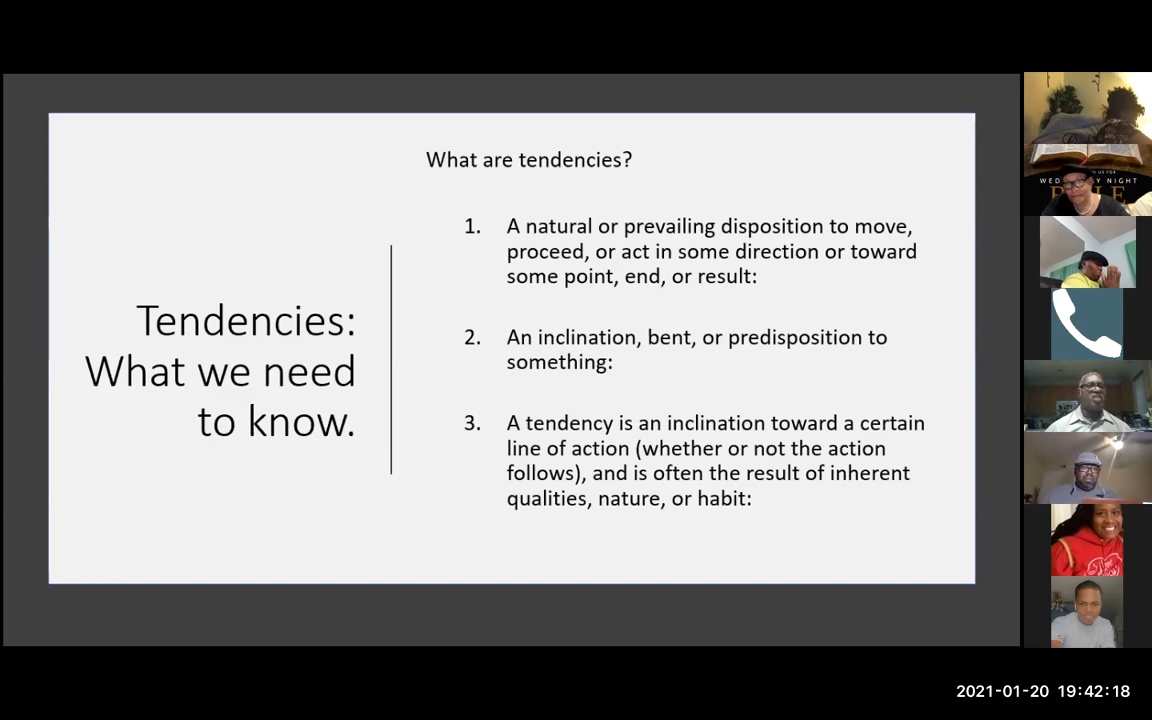 Tendencies:
What we need
to know.
What are tendencies?
1. A natural or prevailing disposition to move,
proceed, or act in some direction or toward
some point, end, or result:
2. An inclination, bent, or predisposition to
something:
3. A tendency is an inclination toward a certain
line of action (whether or not the action
follows), and is often the result of inherent
qualities, nature, or habit:
US FOR
NIGHT
2021-01-20 19:42:18